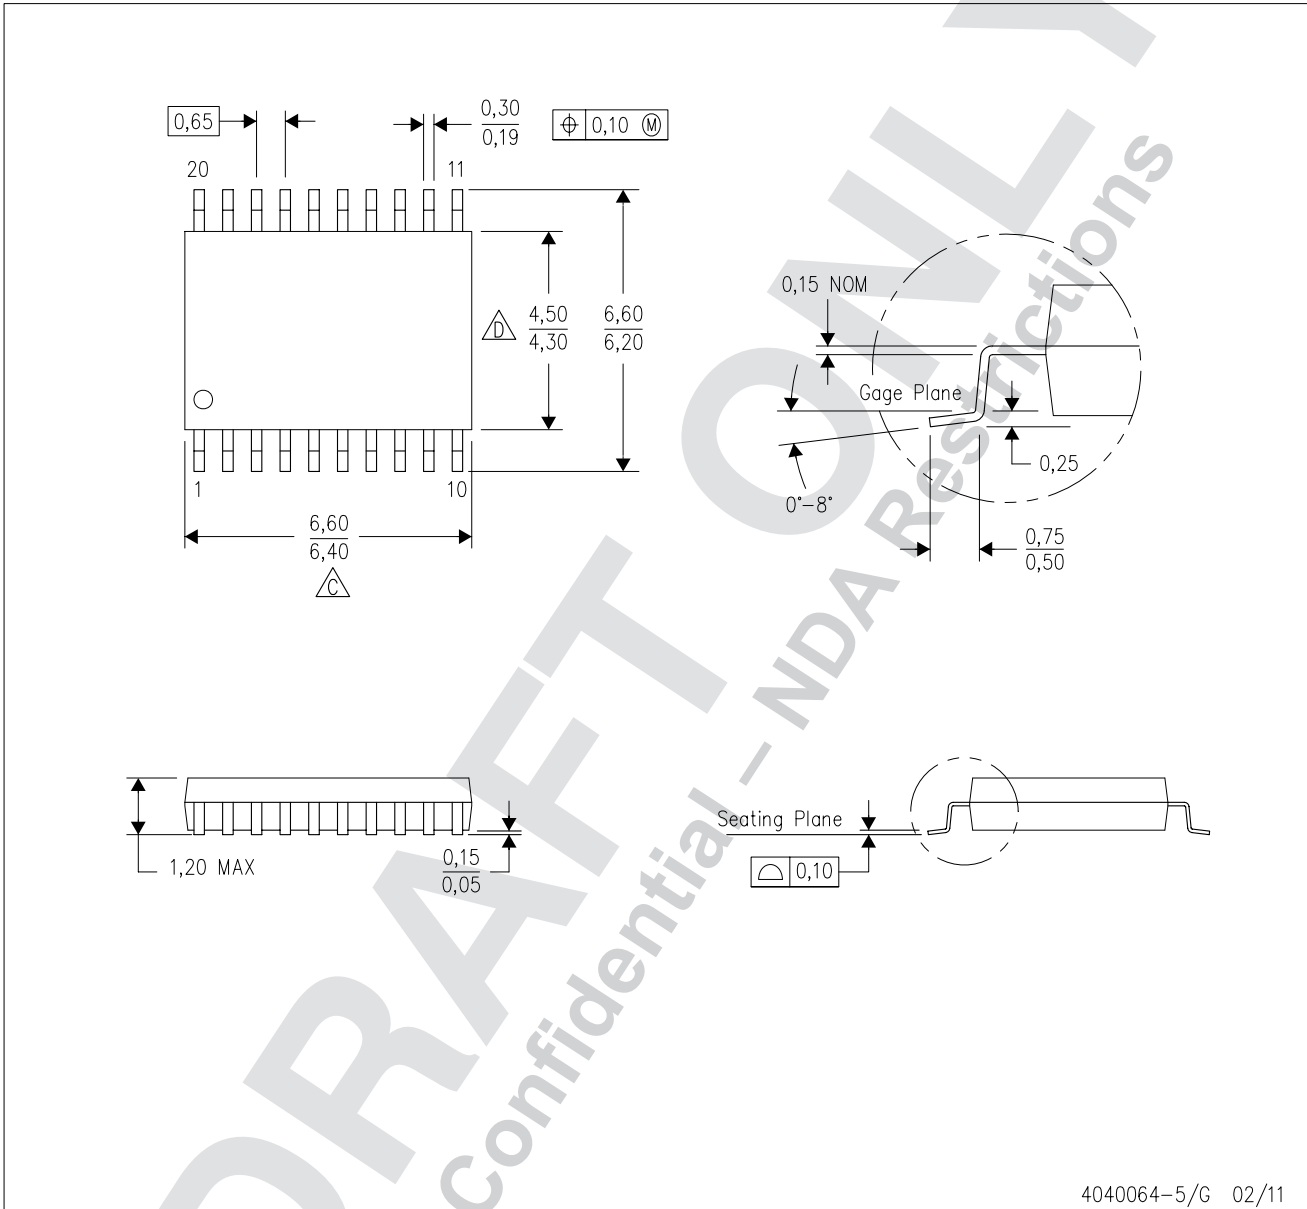 0,65
0,30
0,19
0,10 Ⓜ
20
11
4,50
4,30
D
6,60
6,20
1
10
6,60
6,40
C
0,15 NOM
Gage Plane
0,25
0°–8°
0,75
0,50
1,20 MAX
0,15
0,05
Seating Plane
0,10
4040064–5/G 02/11
DRAFT ONLY
Confidential – NDA Restrictions